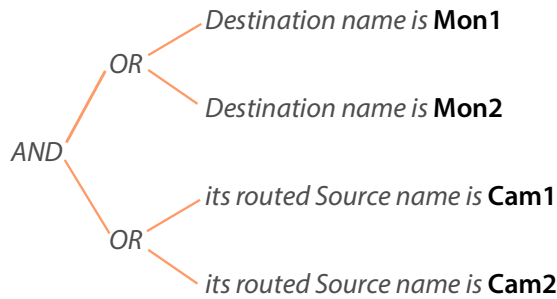 Destination name is Mon1
OR
Destination name is Mon2
AND
its routed Source name is Cam1
OR
its routed Source name is Cam2